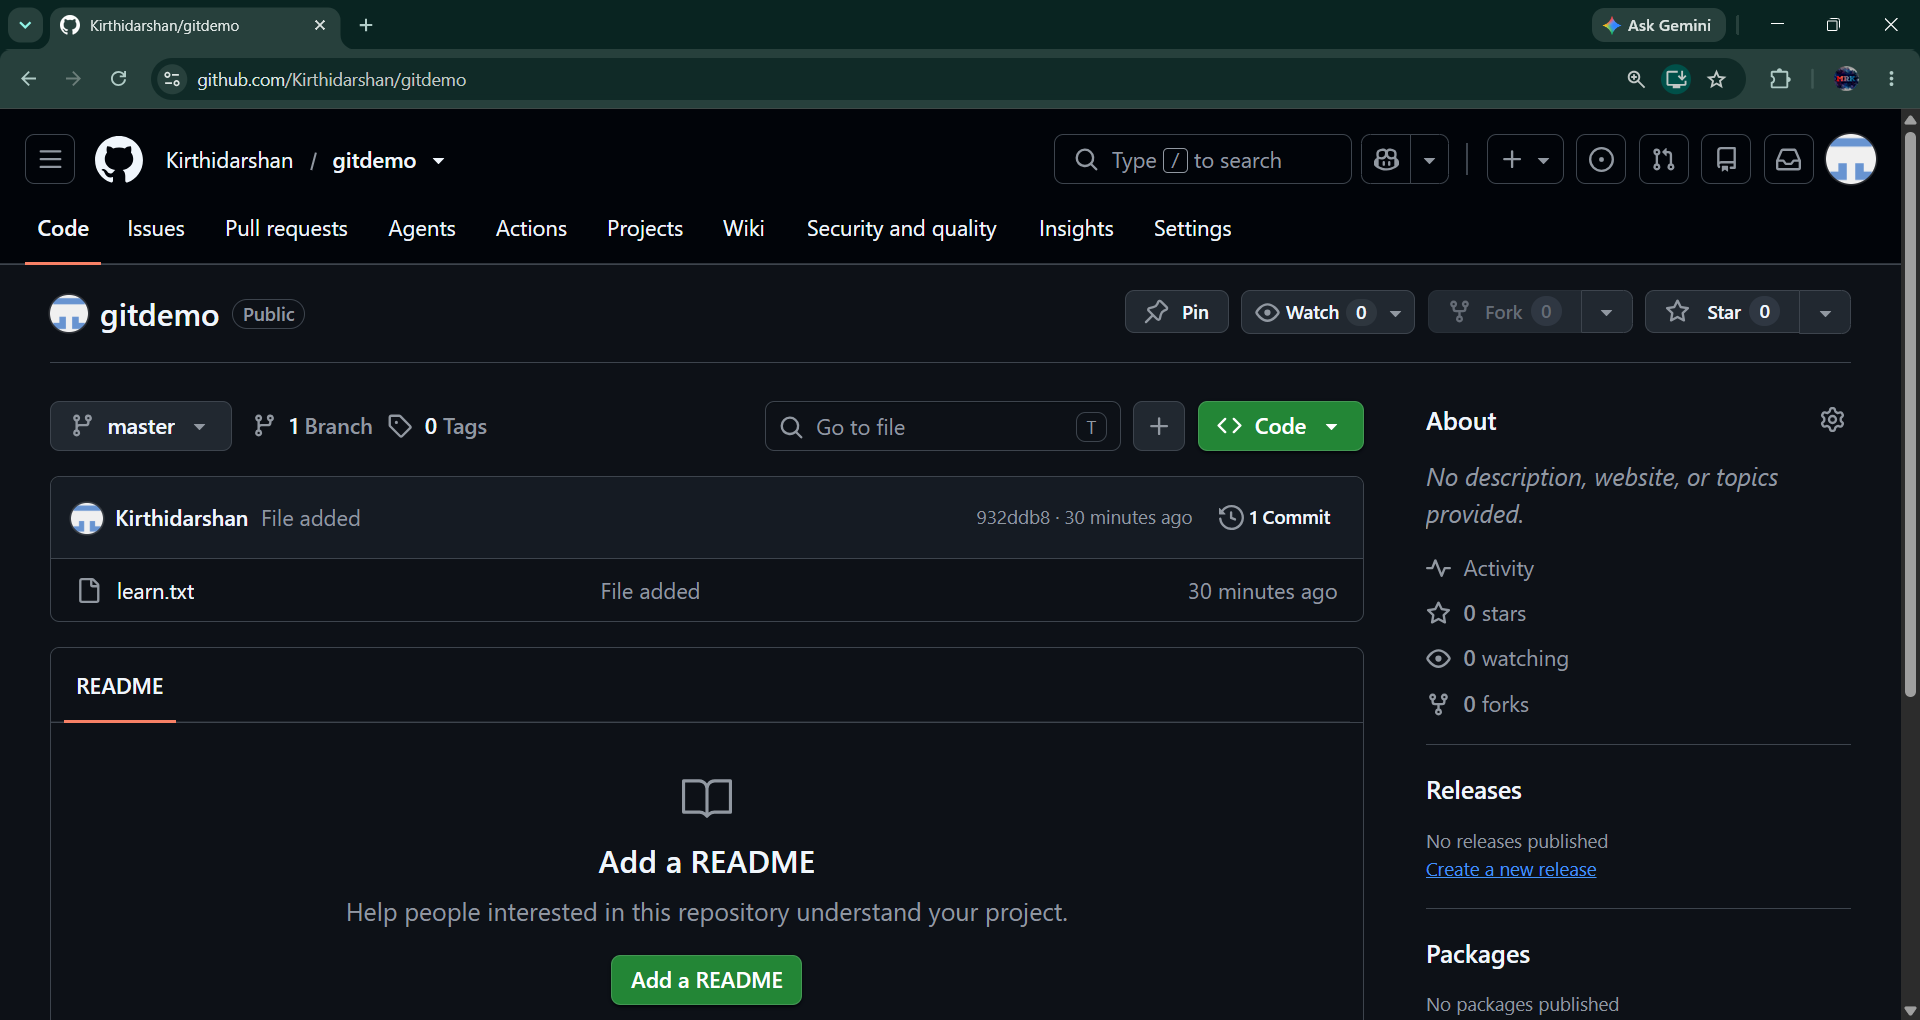 Kirthidarshan/gitdemo
Ask Gemini
github.com/Kirthidarshan/gitdemo
MRK
Kirthidarshan / gitdemo
Type / to search
Code Issues Pull requests Agents Actions Projects Wiki Security and quality Insights Settings
gitdemo Public
Pin Watch 0 Fork 0 Star 0
master 1 Branch 0 Tags
Go to file T
Code
Kirthidarshan File added 932ddb8 · 30 minutes ago 1 Commit
learn.txt File added 30 minutes ago
README
Add a README
Help people interested in this repository understand your project.
Add a README
About
No description, website, or topics
provided.
Activity
0 stars
0 watching
0 forks
Releases
No releases published
Create a new release
Packages
No packages published